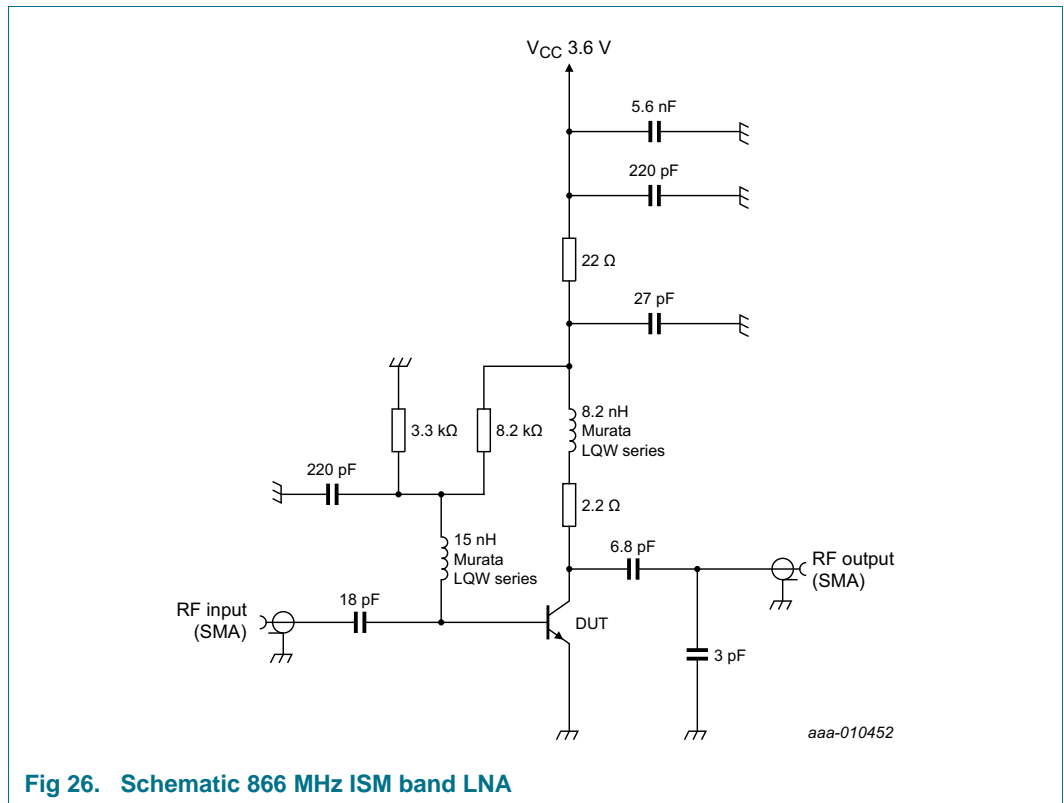 VCC 3.6 V
5.6 nF
220 pF
22 Ω
27 pF
3.3 kΩ
8.2 kΩ
8.2 nH
Murata
LQW series
220 pF
2.2 Ω
15 nH
Murata
LQW series
6.8 pF
RF output
(SMA)
RF input
(SMA)
18 pF
DUT
3 pF
aaa-010452
Fig 26. Schematic 866 MHz ISM band LNA